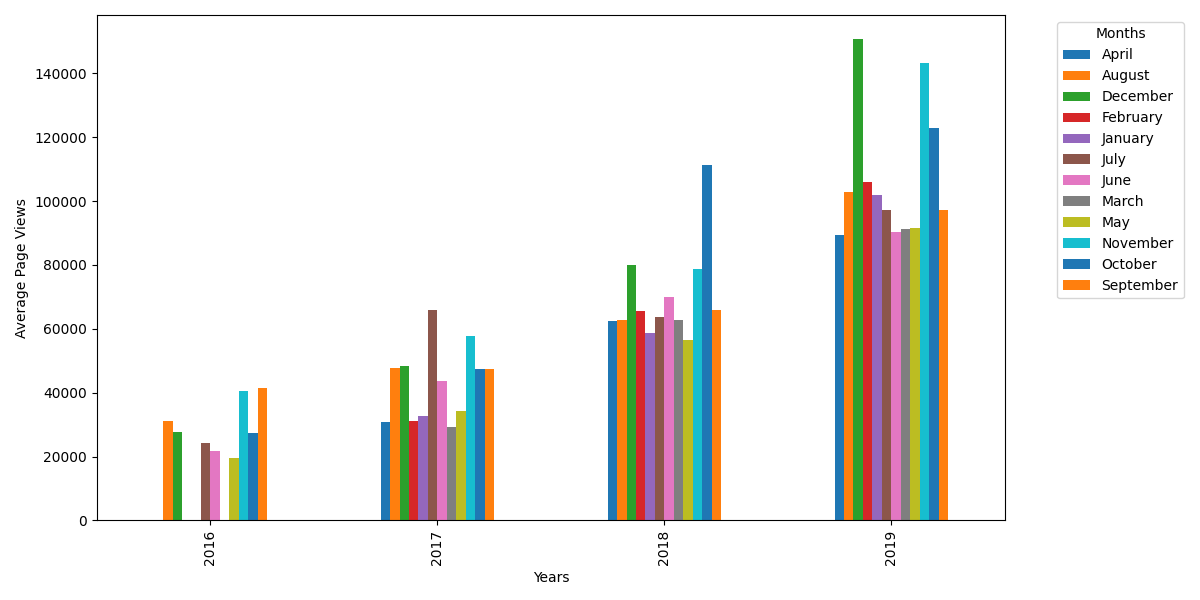 Months
April
August
December
February
January
July
June
March
May
November
October
September
140000
120000
100000
80000
60000
40000
20000
0
Average Page Views
2016
2017
2018
2019
Years